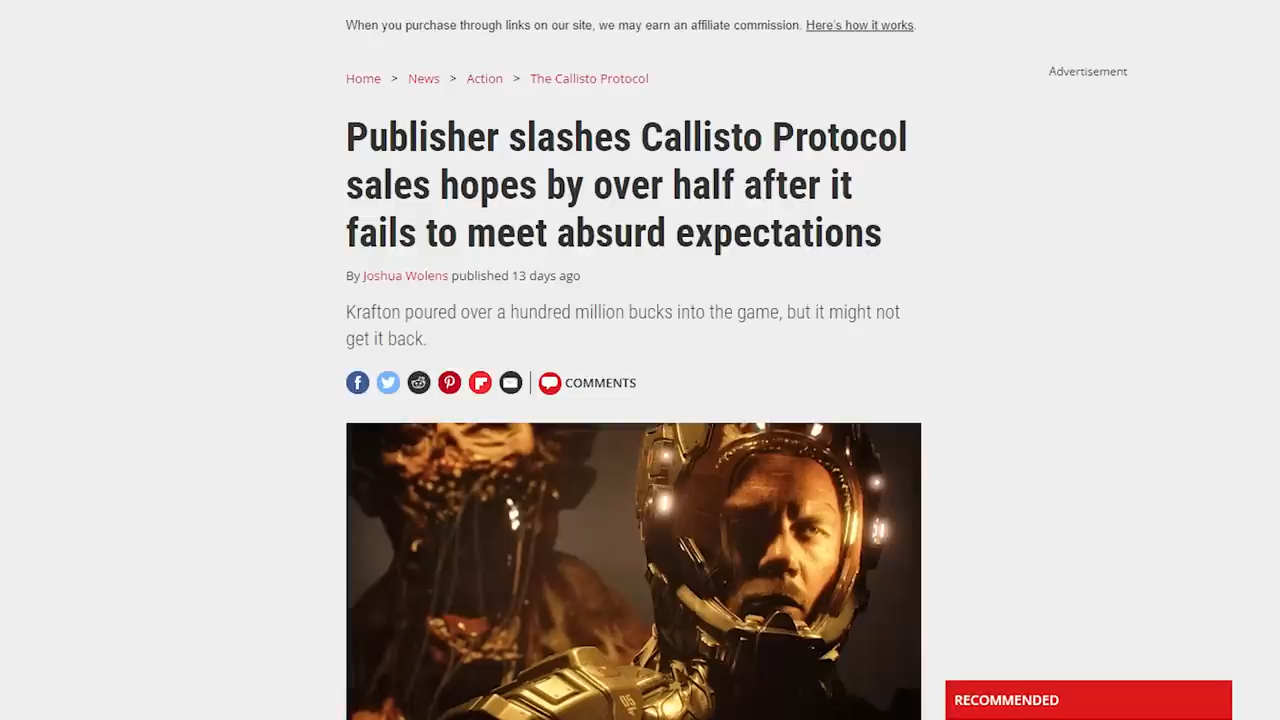 When you purchase through links on our site, we may earn an affiliate commission. Here's how it works.
Home > News > Action > The Callisto Protocol
Advertisement
Publisher slashes Callisto Protocol
sales hopes by over half after it
fails to meet absurd expectations
By Joshua Wolens published 13 days ago
Krafton poured over a hundred million bucks into the game, but it might not
get it back.
COMMENTS
RECOMMENDED